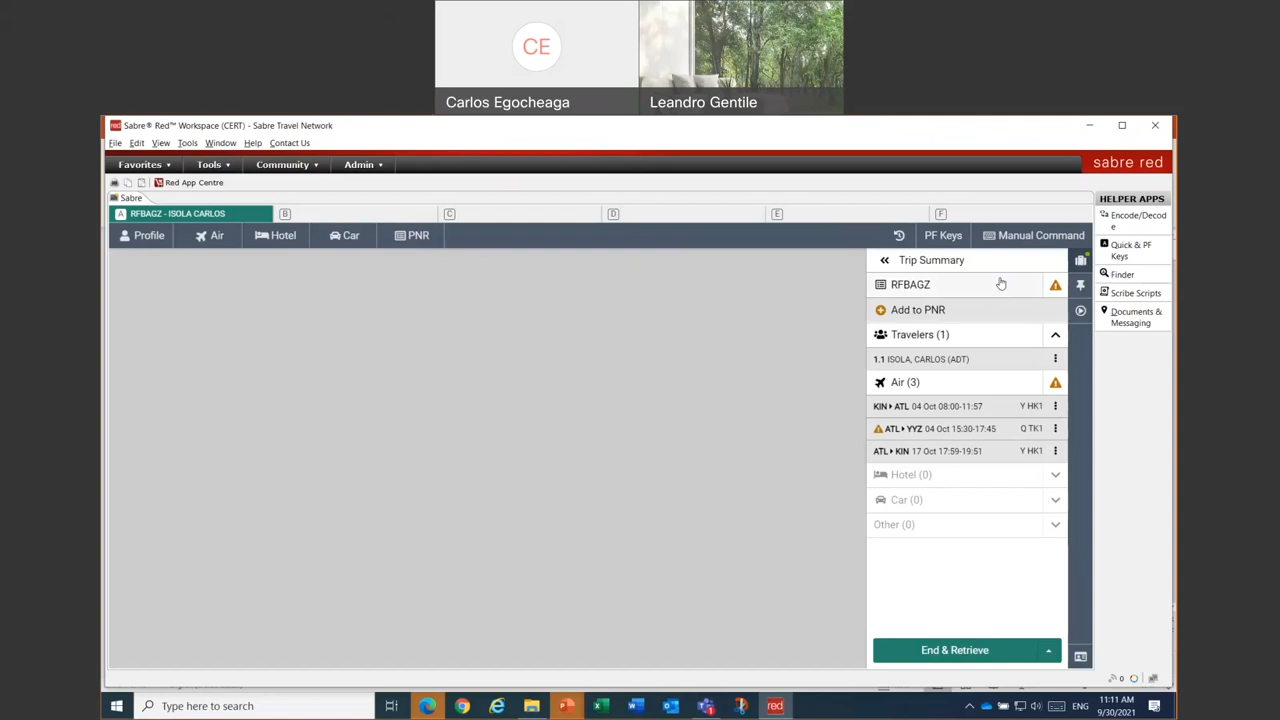 CE
Carlos Egocheaga
Leandro Gentile
red Sabre® Red™ Workspace (CERT) - Sabre Travel Network
File Edit View Tools Window Help Contact Us
Favorites Tools Community Admin
sabre red
Red App Centre
Sabre
HELPER APPS
A RFBAGZ - ISOLA CARLOS B C D E F
Encode/Decod
e
Profile Air Hotel Car PNR PF Keys Manual Command
Quick & PF
Keys
Trip Summary
Finder
RFBAGZ
Scribe Scripts
Add to PNR
Documents &
Messaging
Travelers (1)
1.1 ISOLA, CARLOS (ADT)
Air (3)
KIN ATL 04 Oct 08:00-11:57 Y HK1
ATL YYZ 04 Oct 15:30-17:45 Q TK1
ATL KIN 17 Oct 17:59-19:51 Y HK1
Hotel (0)
Car (0)
Other (0)
End & Retrieve
0
Type here to search
red
ENG
11:11 AM
9/30/2021